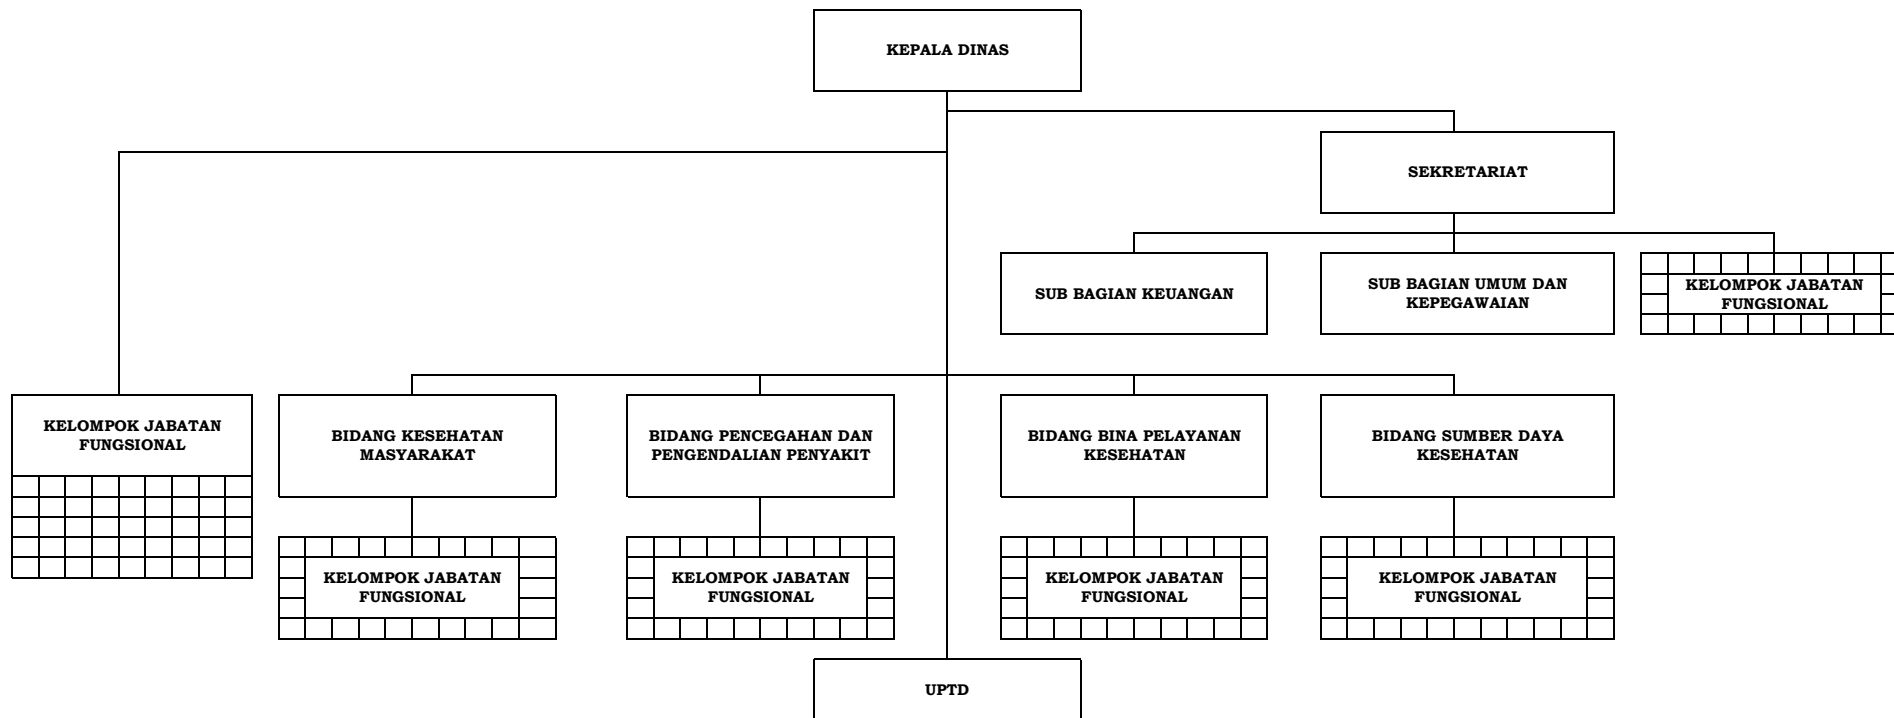 KEPALA DINAS
SEKRETARIAT
SUB BAGIAN KEUANGAN
SUB BAGIAN UMUM DAN
KEPEGAWAIAN
KELOMPOK JABATAN
FUNGSIONAL
KELOMPOK JABATAN
FUNGSIONAL
BIDANG KESEHATAN
MASYARAKAT
BIDANG PENCEGAHAN DAN
PENGENDALIAN PENYAKIT
BIDANG BINA PELAYANAN
KESEHATAN
BIDANG SUMBER DAYA
KESEHATAN
KELOMPOK JABATAN
FUNGSIONAL
KELOMPOK JABATAN
FUNGSIONAL
KELOMPOK JABATAN
FUNGSIONAL
KELOMPOK JABATAN
FUNGSIONAL
UPTD